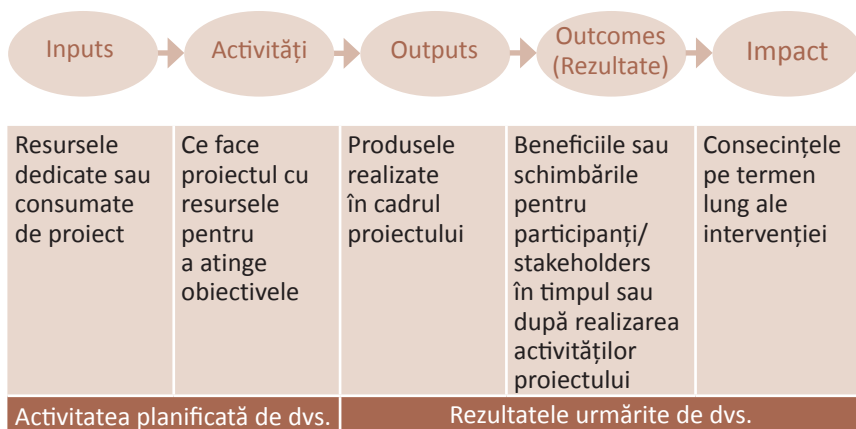 Inputs
Activități
Outputs
Outcomes
(Rezultate)
Impact
Resursele
dedicate sau
consumate
de proiect
Ce face
proiectul cu
resursele
pentru
a atinge
obiectivele
Produsele
realizate
în cadrul
proiectului
Beneficiile sau
schimbările
pentru
participanți/
stakeholders
în timpul sau
după realizarea
activităților
proiectului
Consecințele
pe termen
lung ale
intervenției
Activitatea planificată de dvs.
Rezultatele urmărite de dvs.